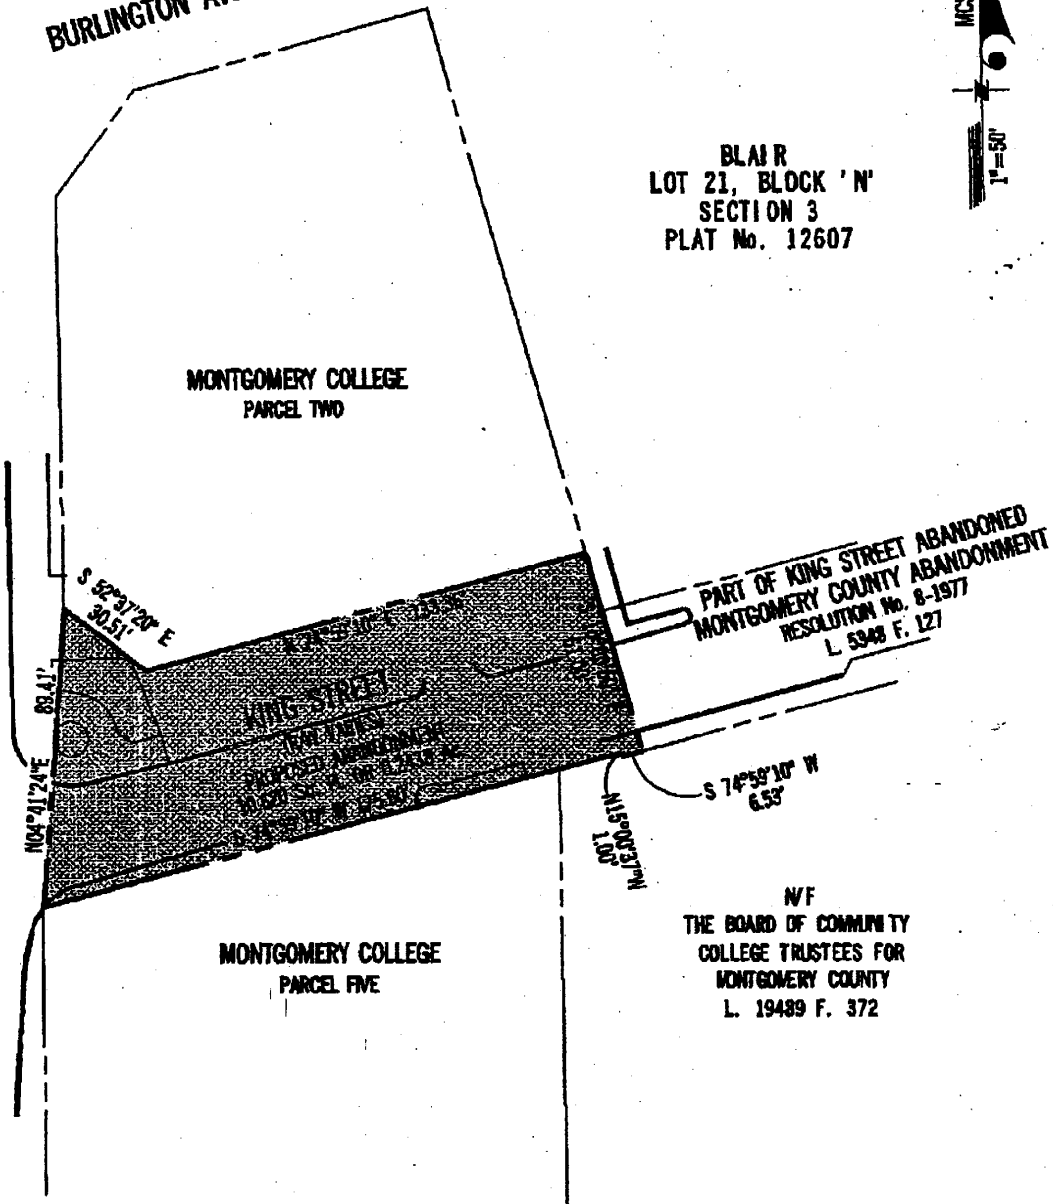 BURLINGTON
MCS
1"=50'
BLAIR
LOT 21, BLOCK 'N'
SECTION 3
PLAT No. 12607
MONTGOMERY COLLEGE
PARCEL TWO
S 52°37'20" E
30.51'
PART OF KING STREET ABANDONED
MONTGOMERY COUNTY ABANDONMENT
RESOLUTION No. 8-1977
L. 5348 F. 127
89.41'
N04°41'24"E
KING STREET
PROPOSED ABANDONMENT
S 74°59'10" W
6.53'
N15°00'37"W
1.00'
MONTGOMERY COLLEGE
PARCEL FIVE
N/F
THE BOARD OF COMMUNITY
COLLEGE TRUSTEES FOR
MONTGOMERY COUNTY
L. 19489 F. 372